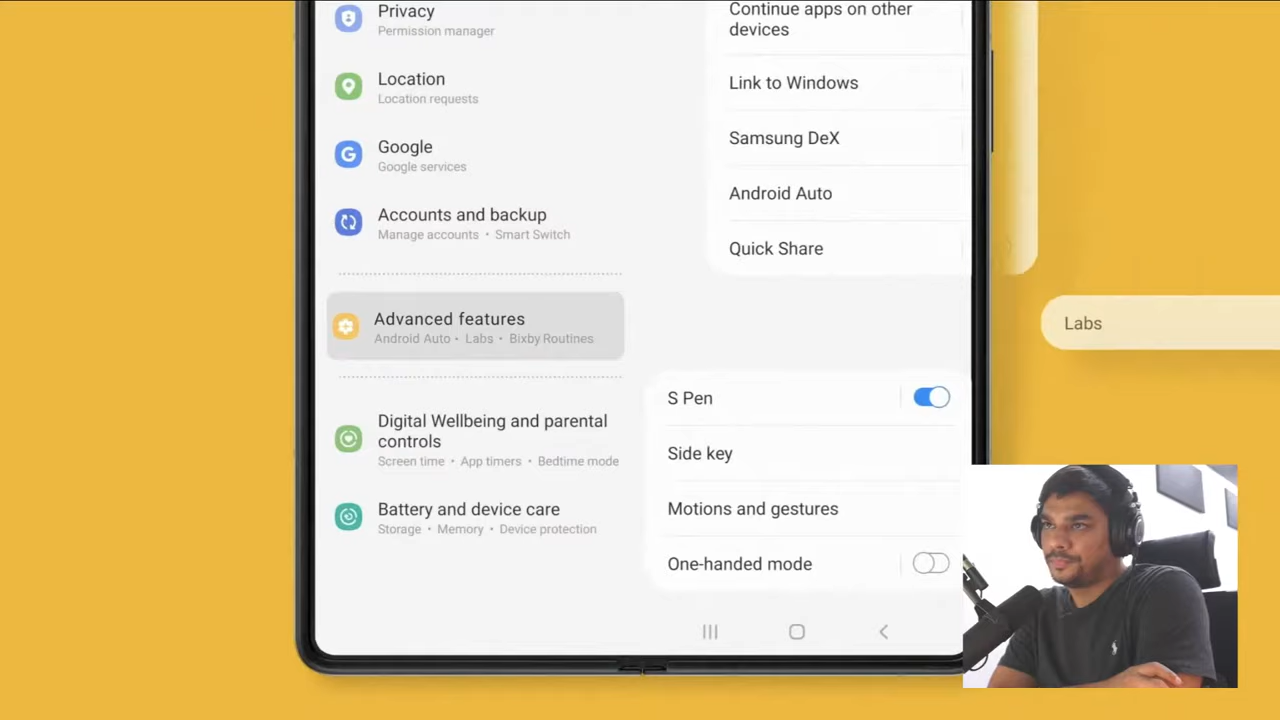 Privacy
Permission manager
Location
Location requests
Google
Google services
Accounts and backup
Manage accounts • Smart Switch
Advanced features
Android Auto • Labs • Bixby Routines
Digital Wellbeing and parental
controls
Screen time • App timers • Bedtime mode
Battery and device care
Storage • Memory • Device protection
Continue apps on other
devices
Link to Windows
Samsung DeX
Android Auto
Quick Share
S Pen
Side key
Motions and gestures
One-handed mode
Labs